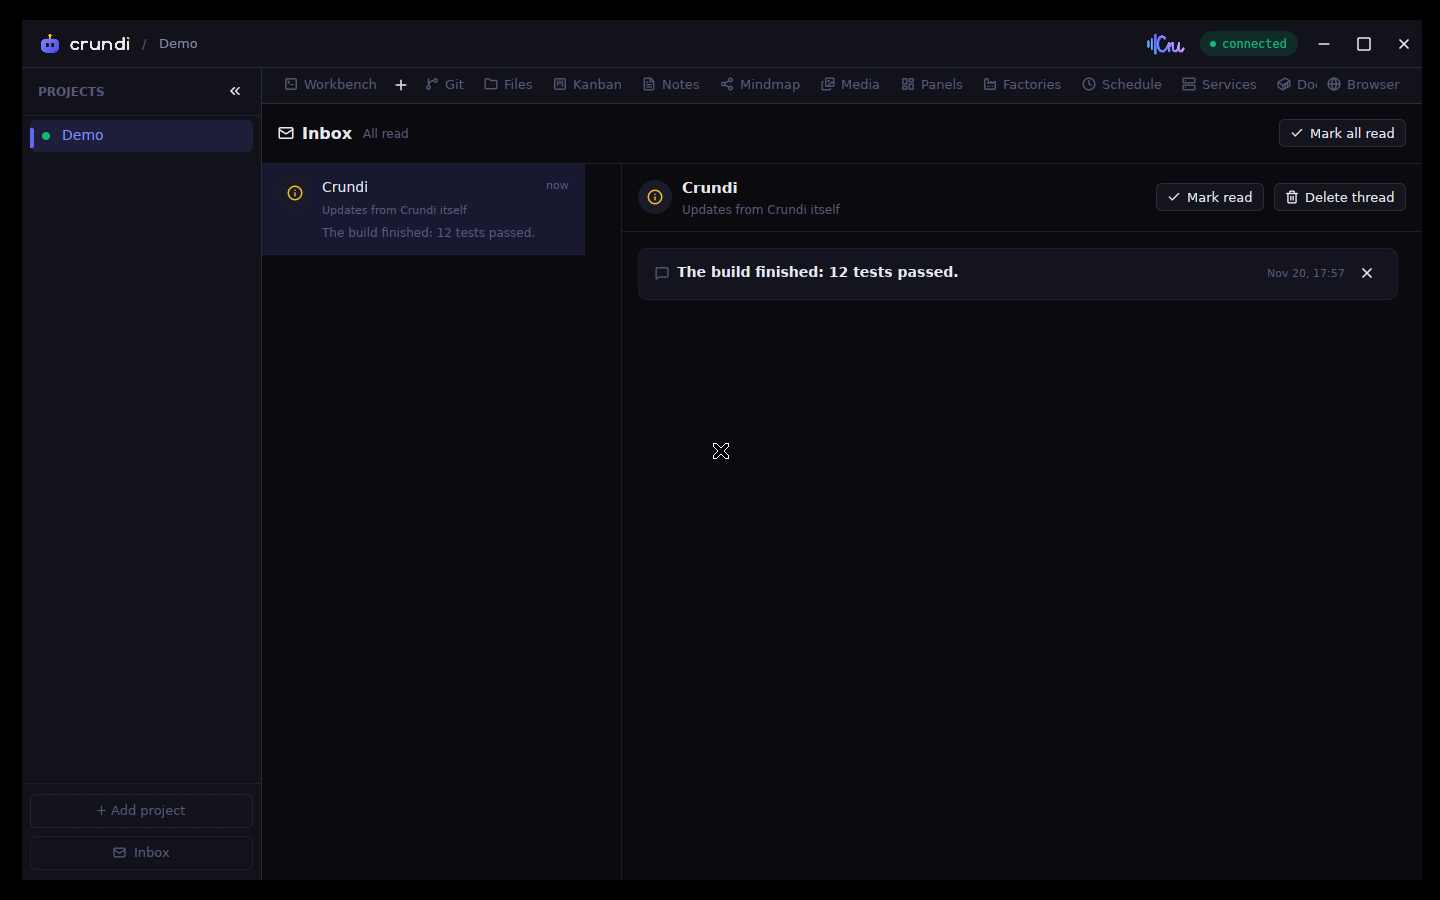 crundi / Demo
Cru
connected
PROJECTS
Workbench Git Files Kanban Notes Mindmap Media Panels Factories Schedule Services Browser
Demo
Inbox All read
Mark all read
Crundi now
Updates from Crundi itself
The build finished: 12 tests passed.
Crundi
Updates from Crundi itself
Mark read
Delete thread
The build finished: 12 tests passed.
Nov 20, 17:57
+ Add project
Inbox